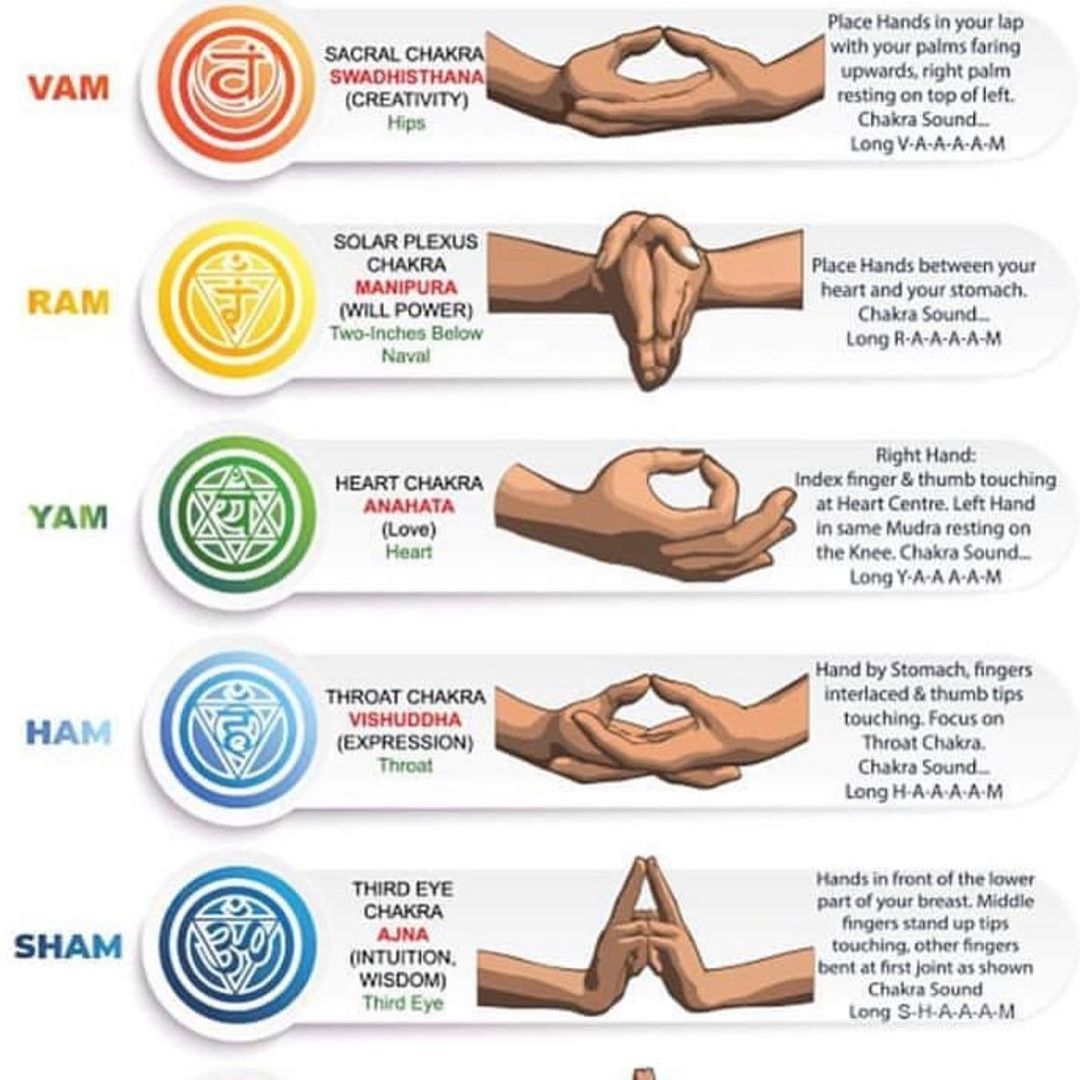 VAM
वं
SACRAL CHAKRA
SWADHISTHANA
(CREATIVITY)
Hips
Place Hands in your lap
with your palms faring
upwards, right palm
resting on top of left.
Chakra Sound...
Long V-A-A-A-A-M
RAM
रं
SOLAR PLEXUS
CHAKRA
MANIPURA
(WILL POWER)
Two-Inches Below
Naval
Place Hands between your
heart and your stomach.
Chakra Sound...
Long R-A-A-A-A-M
YAM
यं
HEART CHAKRA
ANAHATA
(Love)
Heart
Right Hand:
Index finger & thumb touching
at Heart Centre. Left Hand
in same Mudra resting on
the Knee. Chakra Sound...
Long Y-A-A A-A-M
HAM
हं
THROAT CHAKRA
VISHUDDHA
(EXPRESSION)
Throat
Hand by Stomach, fingers
interlaced & thumb tips
touching. Focus on
Throat Chakra.
Chakra Sound...
Long H-A-A-A-A-M
SHAM
ॐ
THIRD EYE
CHAKRA
AJNA
(INTUITION,
WISDOM)
Third Eye
Hands in front of the lower
part of your breast. Middle
fingers stand up tips
touching, other fingers
bent at first joint as shown
Chakra Sound
Long S-H-A-A-A-M